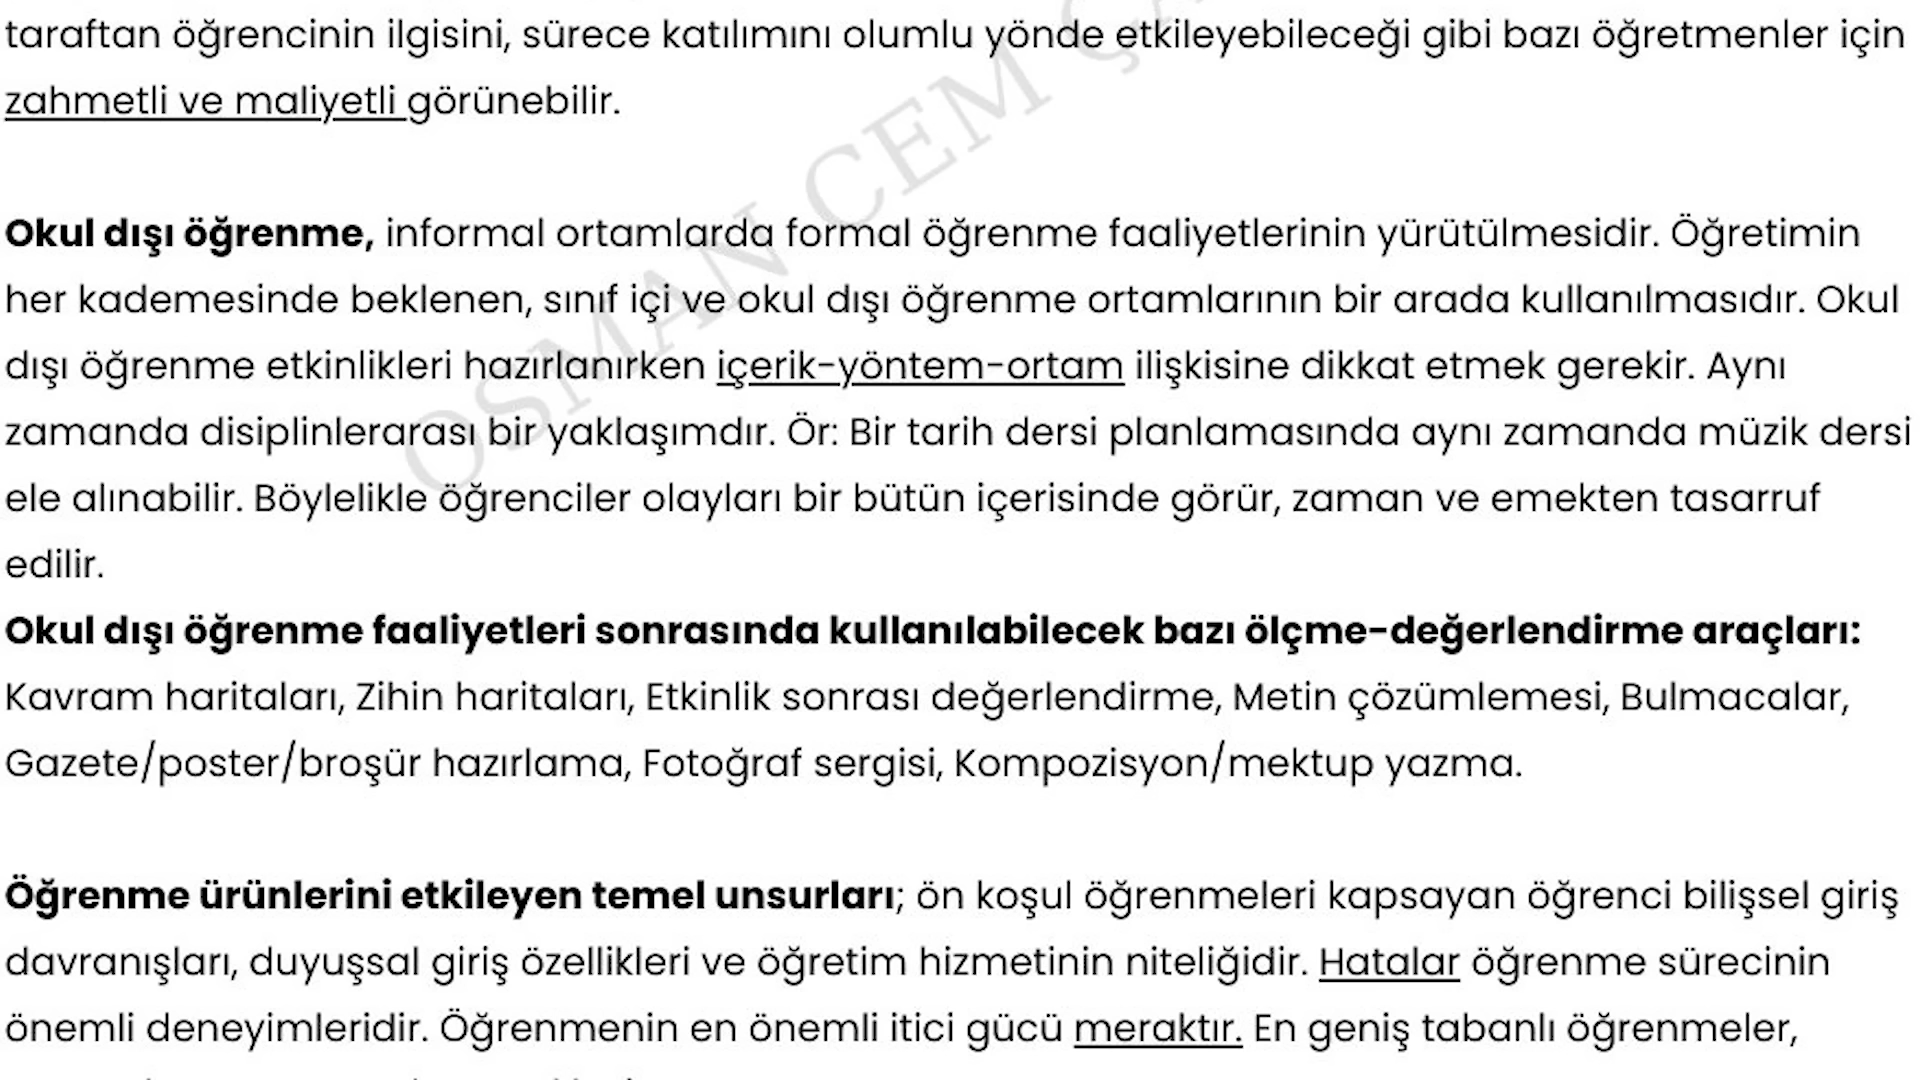 taraftan öğrencinin ilgisini, sürece katılımını olumlu yönde etkileyebileceği gibi bazı öğretmenler için
zahmetli ve maliyetli görünebilir.
Okul dışı öğrenme, informal ortamlarda formal öğrenme faaliyetlerinin yürütülmesidir. Öğretimin
her kademesinde beklenen, sınıf içi ve okul dışı öğrenme ortamlarının bir arada kullanılmasıdır. Okul
dışı öğrenme etkinlikleri hazırlanırken içerik-yöntem-ortam ilişkisine dikkat etmek gerekir. Aynı
zamanda disiplinlerarası bir yaklaşımdır. Ör: Bir tarih dersi planlamasında aynı zamanda müzik dersi
ele alınabilir. Böylelikle öğrenciler olayları bir bütün içerisinde görür, zaman ve emekten tasarruf
edilir.
Okul dışı öğrenme faaliyetleri sonrasında kullanılabilecek bazı ölçme-değerlendirme araçları:
Kavram haritaları, Zihin haritaları, Etkinlik sonrası değerlendirme, Metin çözümlemesi, Bulmacalar,
Gazete/poster/broşür hazırlama, Fotoğraf sergisi, Kompozisyon/mektup yazma.
Öğrenme ürünlerini etkileyen temel unsurları; ön koşul öğrenmeleri kapsayan öğrenci bilişsel giriş
davranışları, duyuşsal giriş özellikleri ve öğretim hizmetinin niteliğidir. Hatalar öğrenme sürecinin
önemli deneyimleridir. Öğrenmenin en önemli itici gücü meraktır. En geniş tabanlı öğrenmeler,
OSMAN CEM